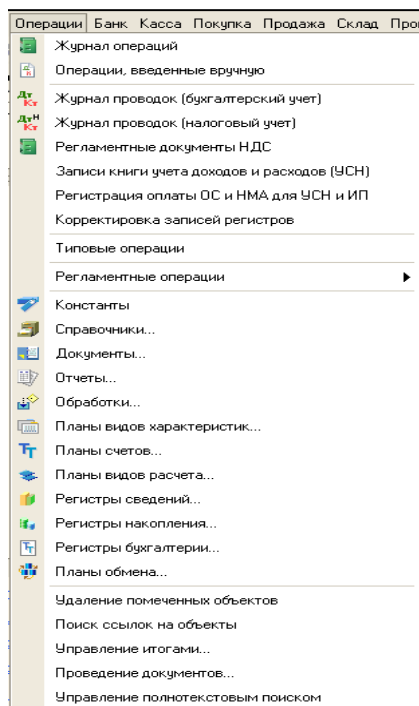 Операции Банк Касса Покупка Продажа Склад Про
Журнал операций
Операции, введенные вручную
Журнал проводок (бухгалтерский учет)
Журнал проводок (налоговый учет)
Регламентные документы НДС
Записи книги учета доходов и расходов (УСН)
Регистрация оплаты ОС и НМА для УСН и ИП
Корректировка записей регистров
Типовые операции
Регламентные операции
Константы
Справочники...
Документы...
Отчеты...
Обработки...
Планы видов характеристик...
Планы счетов...
Планы видов расчета...
Регистры сведений...
Регистры накопления...
Регистры бухгалтерии...
Планы обмена...
Удаление помеченных объектов
Поиск ссылок на объекты
Управление итогами...
Проведение документов...
Управление полнотекстовым поиском